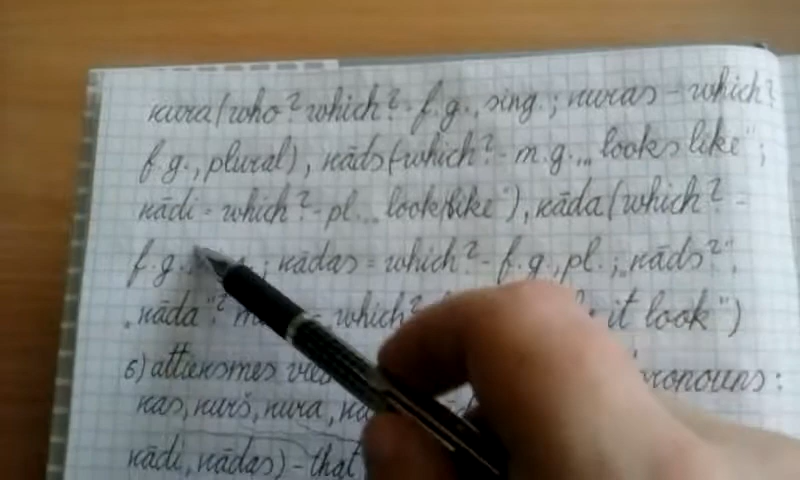 kura (who? which? - f.g., sing.; kuras - which?
f.g., plural), kāds (which? - m.g. „looks like";
kādi = which? - pl... look like"), kāda (which? -
f.g. ; kādas = which? - f.g., pl.; „kāds?",
„kāda"? which? it look")
6) attieksmes pronouns:
kas, kurš, kura,
kādi, kādas) - that